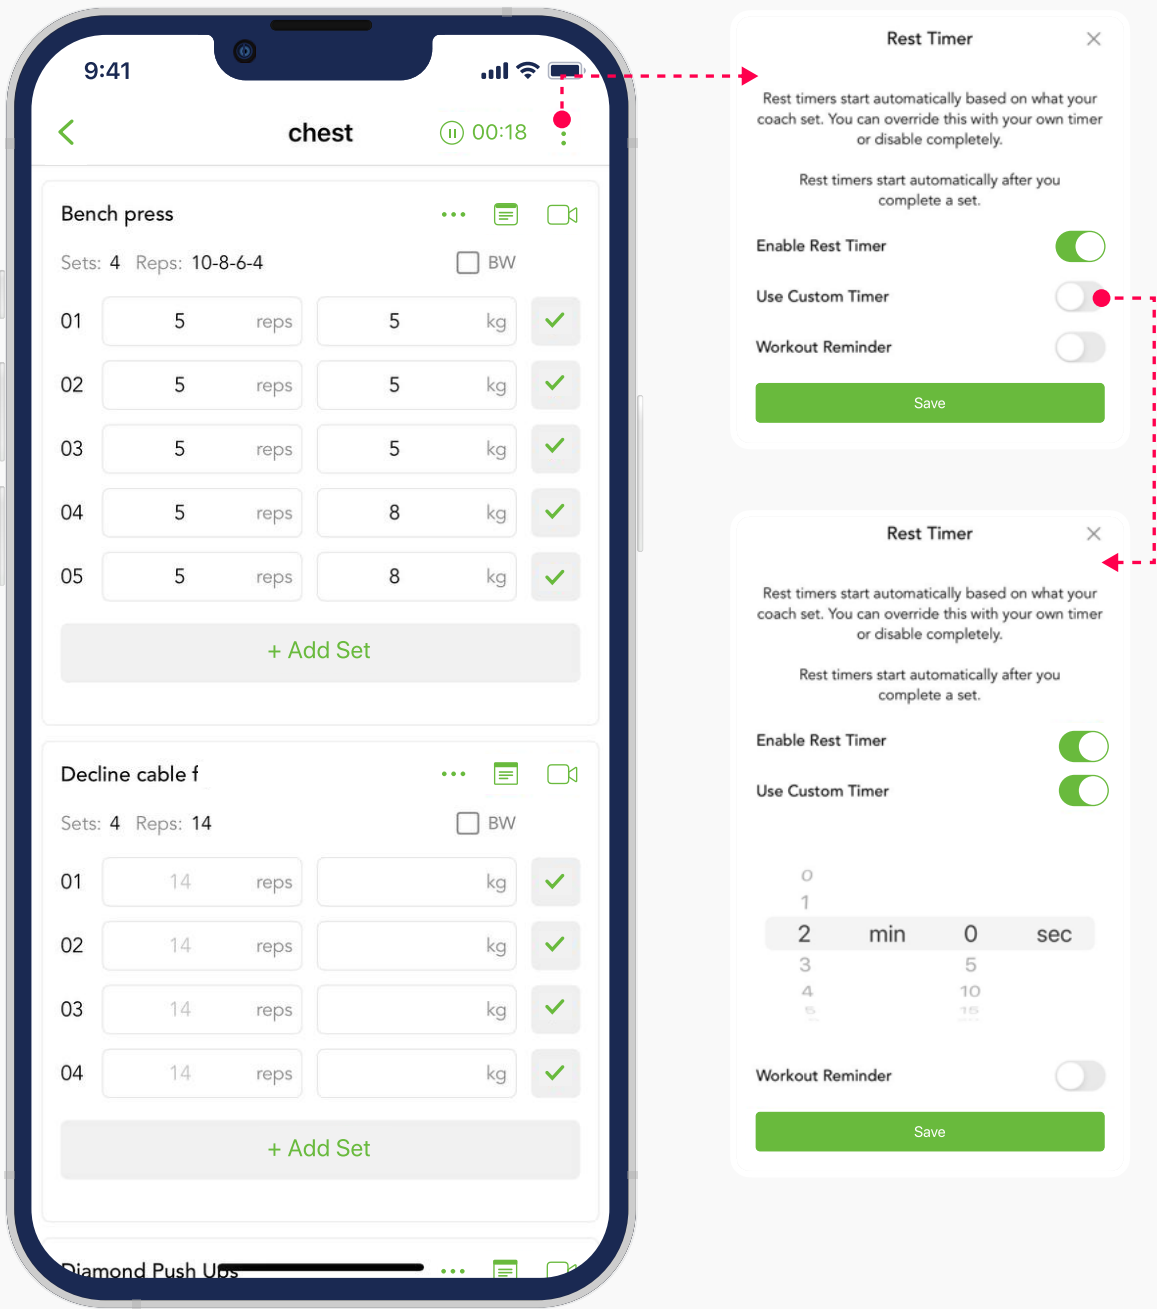 9:41
chest
00:18
Bench press
Sets: 4 Reps: 10-8-6-4
BW
01 5 reps 5 kg
02 5 reps 5 kg
03 5 reps 5 kg
04 5 reps 8 kg
05 5 reps 8 kg
+ Add Set
Decline cable f
Sets: 4 Reps: 14
BW
01 14 reps kg
02 14 reps kg
03 14 reps kg
04 14 reps kg
+ Add Set
Diamond Push Ups
Rest Timer
Rest timers start automatically based on what your
coach set. You can override this with your own timer
or disable completely.
Rest timers start automatically after you
complete a set.
Enable Rest Timer
Use Custom Timer
Workout Reminder
Save
Rest Timer
Rest timers start automatically based on what your
coach set. You can override this with your own timer
or disable completely.
Rest timers start automatically after you
complete a set.
Enable Rest Timer
Use Custom Timer
0
1
2 min 0 sec
3 5
4 10
5 15
Workout Reminder
Save